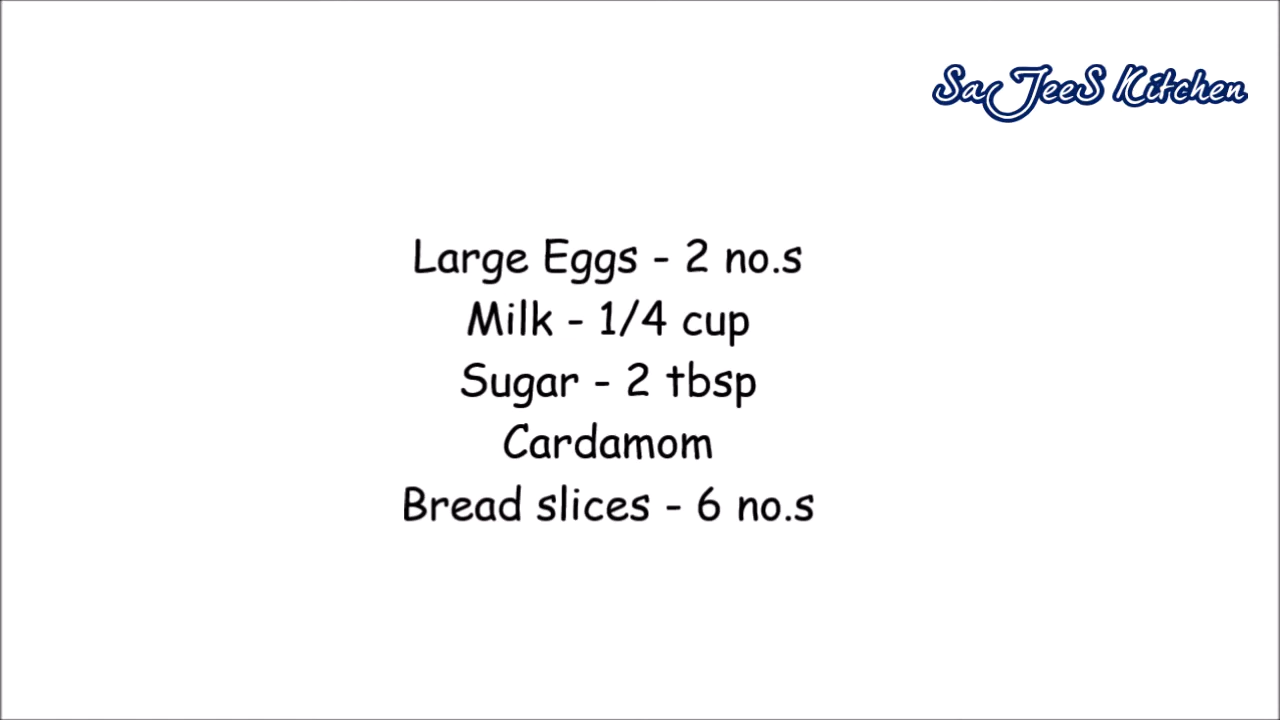 SaJeeS Kitchen
Large Eggs - 2 no.s
Milk - 1/4 cup
Sugar - 2 tbsp
Cardamom
Bread slices - 6 no.s